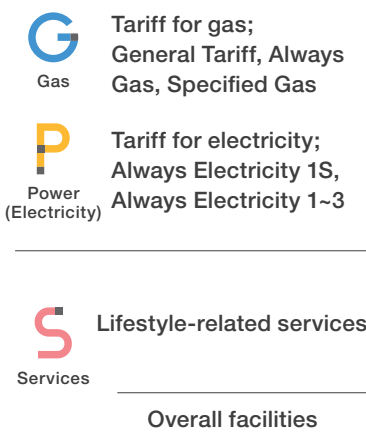 G
Gas
Tariff for gas;
General Tariff, Always
Gas, Specified Gas
P
Power
(Electricity)
Tariff for electricity;
Always Electricity 1S,
Always Electricity 1~3
S
Services
Lifestyle-related services
Overall facilities